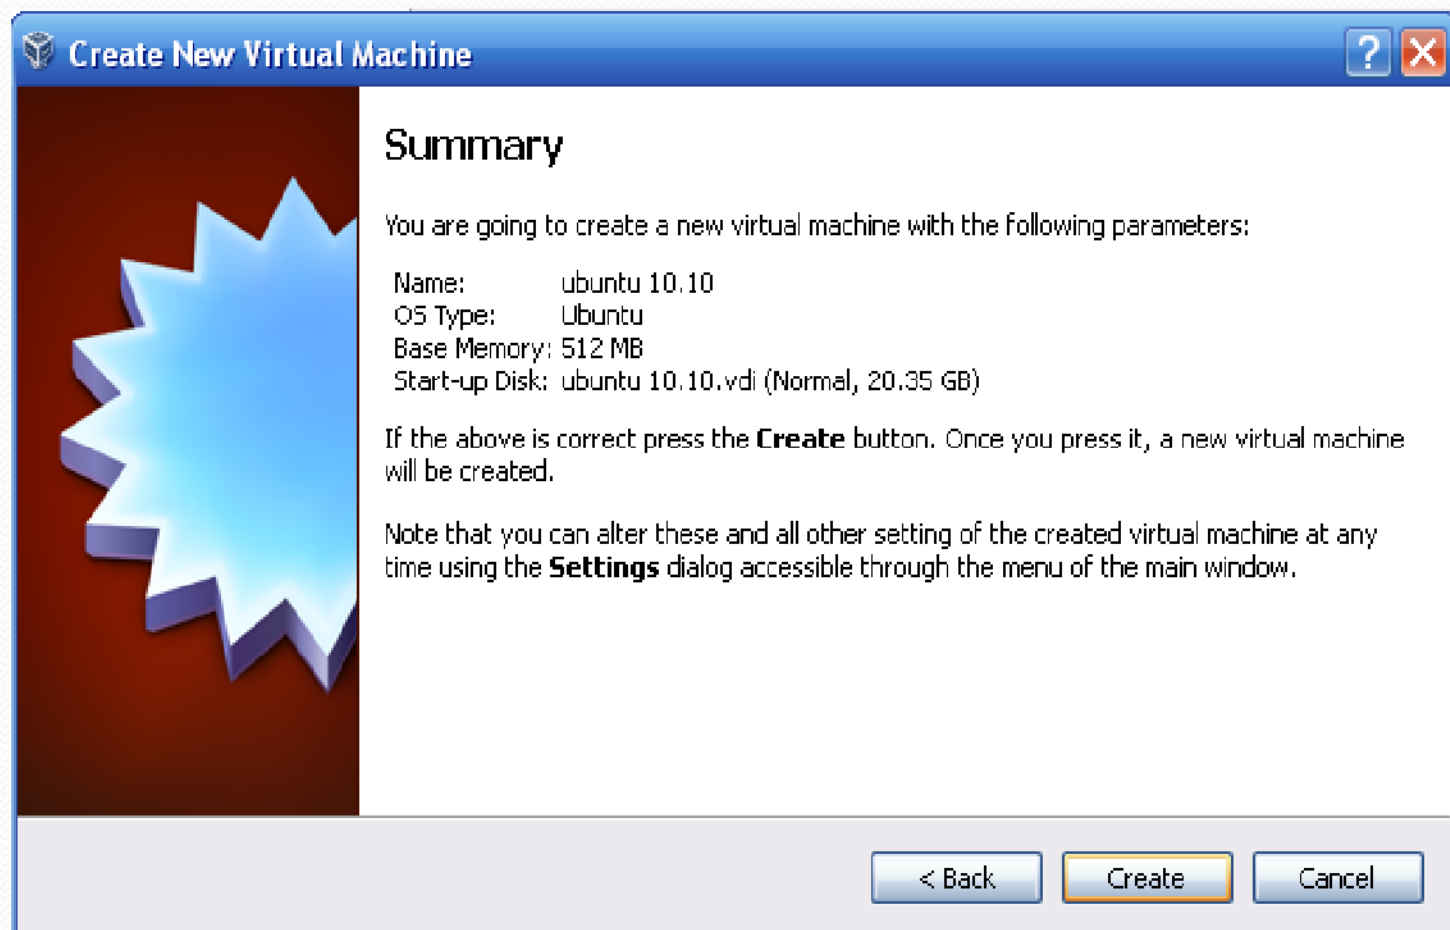 Create New Virtual Machine
?
Summary
You are going to create a new virtual machine with the following parameters:
Name: ubuntu 10.10
OS Type: Ubuntu
Base Memory: 512 MB
Start-up Disk: ubuntu 10.10.vdi (Normal, 20.35 GB)
If the above is correct press the Create button. Once you press it, a new virtual machine
will be created.
Note that you can alter these and all other setting of the created virtual machine at any
time using the Settings dialog accessible through the menu of the main window.
< Back Create Cancel